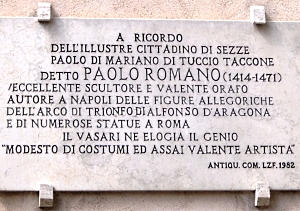 A RICORDO
DELL'ILLUSTRE CITTADINO DI SEZZE
PAOLO DI MARIANO DI TUCCIO TACCONE
DETTO PAOLO ROMANO (1414-1471)
ECCELLENTE SCULTORE E VALENTE ORAFO
AUTORE A NAPOLI DELLE FIGURE ALLEGORICHE
DELL'ARCO DI TRIONFO DI ALFONSO D'ARAGONA
E DI NUMEROSE STATUE A ROMA
IL VASARI NE ELOGIA IL GENIO
"MODESTO DI COSTUMI ED ASSAI VALENTE ARTISTA"
ANTIQU. COM. LZF. 1982